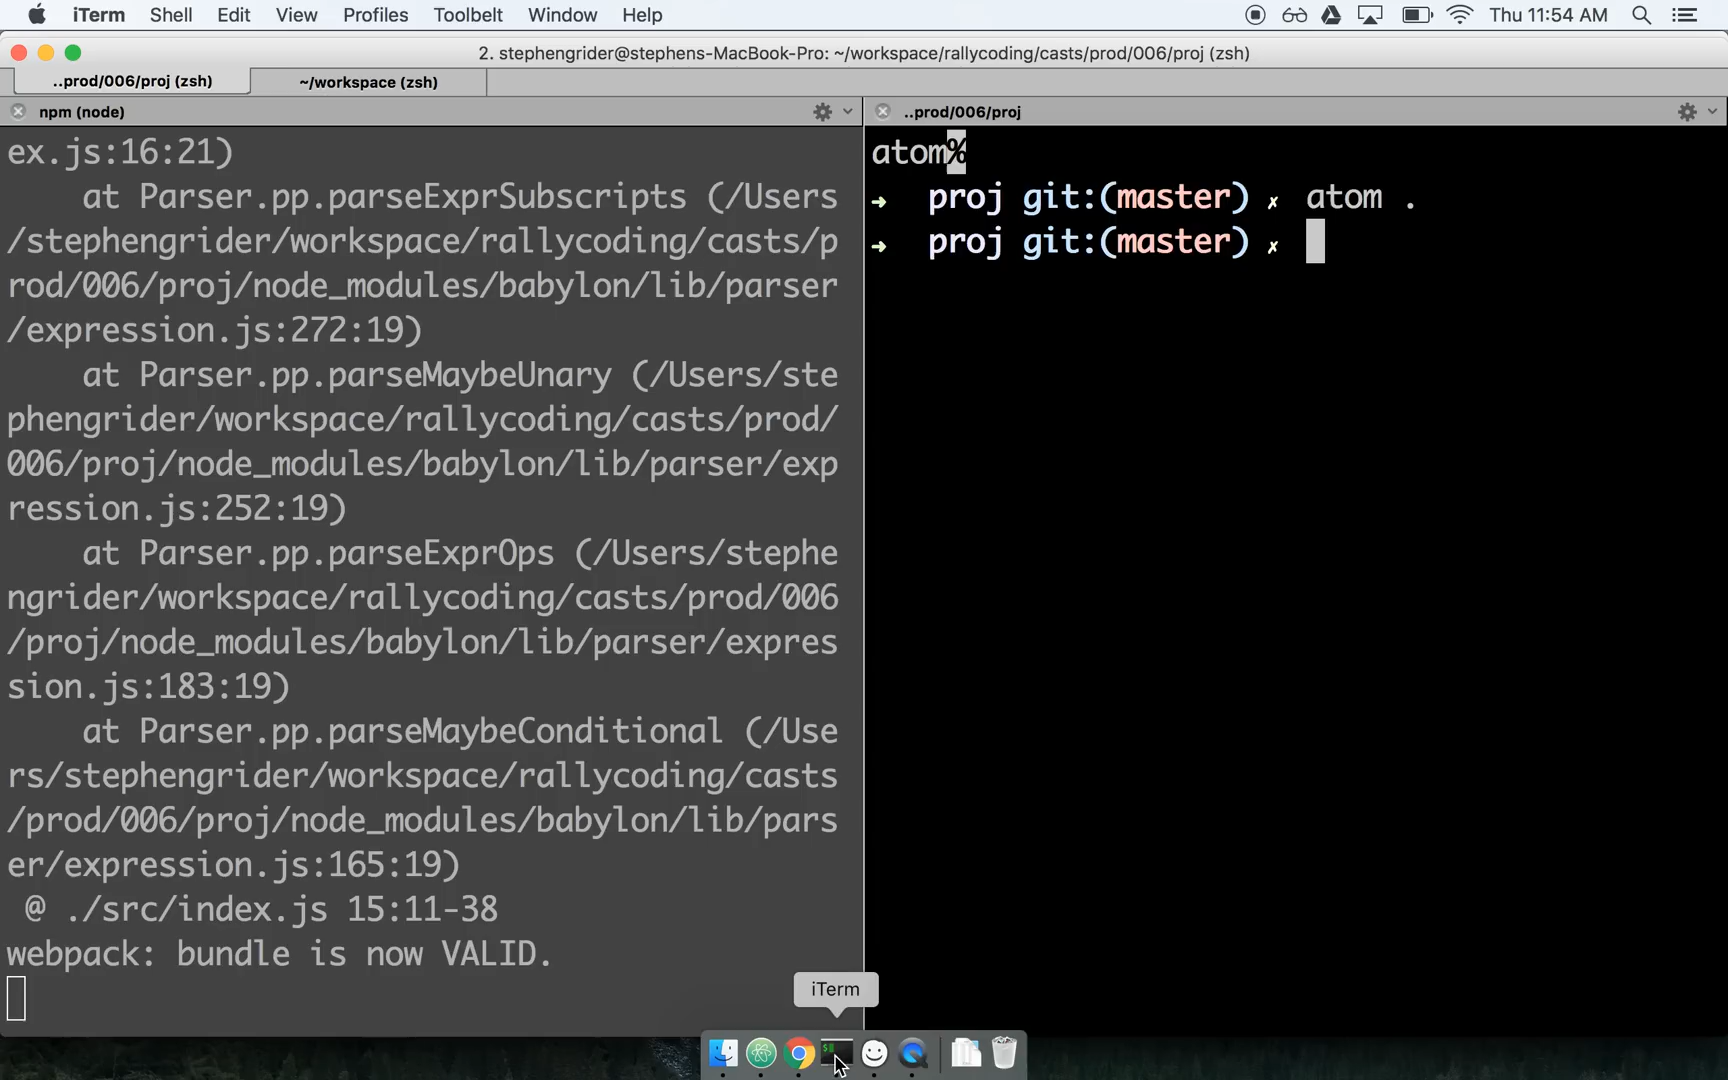 iTerm Shell Edit View Profiles Toolbelt Window Help Thu 11:54 AM
2. stephengrider@stephens-MacBook-Pro: ~/workspace/rallycoding/casts/prod/006/proj (zsh)
..prod/006/proj (zsh) ~/workspace (zsh)
npm (node)
ex.js:16:21)
at Parser.pp.parseExprSubscripts (/Users
/stephengrider/workspace/rallycoding/casts/p
rod/006/proj/node_modules/babylon/lib/parser
/expression.js:272:19)
at Parser.pp.parseMaybeUnary (/Users/ste
phengrider/workspace/rallycoding/casts/prod/
006/proj/node_modules/babylon/lib/parser/exp
ression.js:252:19)
at Parser.pp.parseExprOps (/Users/stephe
ngrider/workspace/rallycoding/casts/prod/006
/proj/node_modules/babylon/lib/parser/expres
sion.js:183:19)
at Parser.pp.parseMaybeConditional (/Use
rs/stephengrider/workspace/rallycoding/casts
/prod/006/proj/node_modules/babylon/lib/pars
er/expression.js:165:19)
@ ./src/index.js 15:11-38
webpack: bundle is now VALID.
..prod/006/proj
atom%
➜ proj git:(master) ✗ atom .
➜ proj git:(master) ✗
iTerm